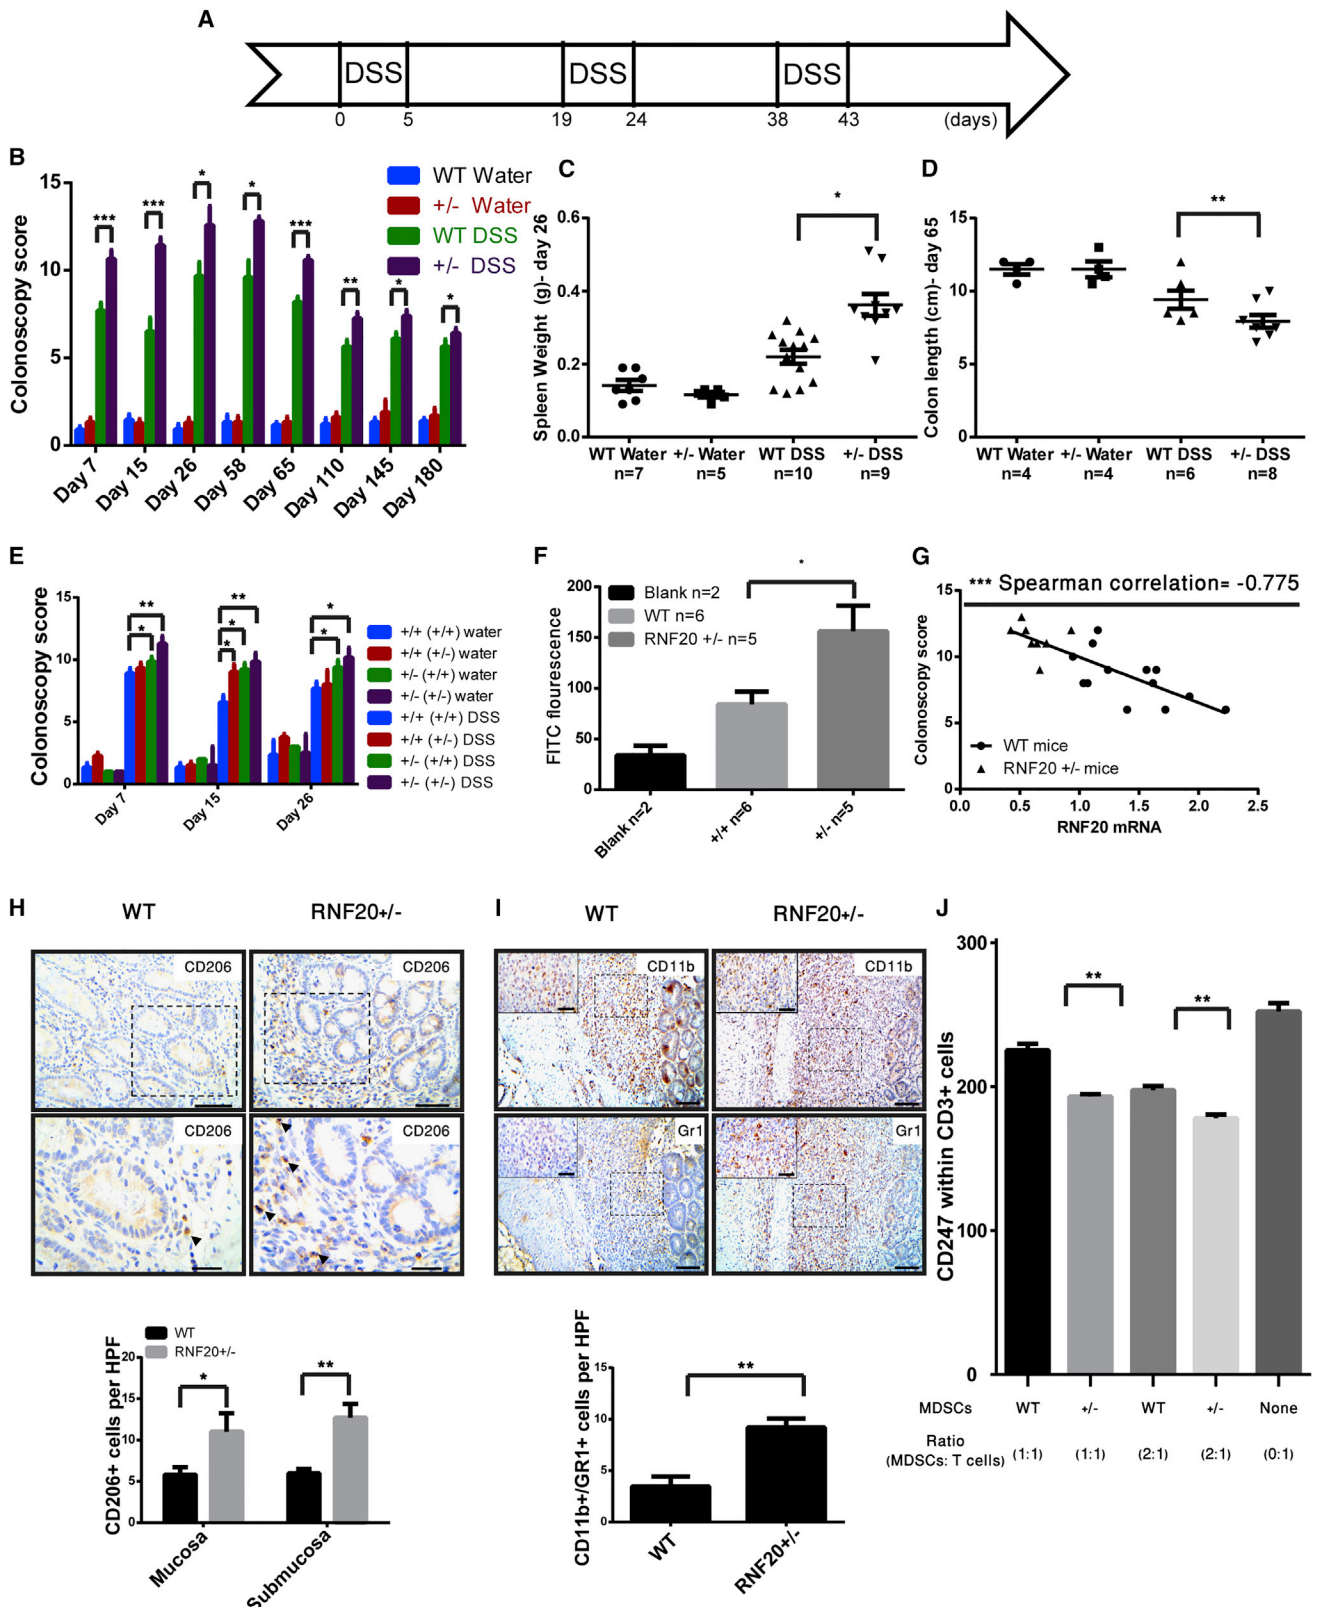 A
DSS DSS DSS
0 5 19 24 38 43 (days)
B
Colonoscopy score
15
10
5
0
*** *** * * *** ** * *
WT Water
+/- Water
WT DSS
+/- DSS
Day 7 Day 15 Day 26 Day 58 Day 65 Day 110 Day 145 Day 180
C
Spleen Weight (g)- day 26
0.6
0.4
0.2
0.0
*
WT Water +/- Water WT DSS +/- DSS
n=7 n=5 n=10 n=9
D
Colon length (cm)- day 65
15
10
5
0
**
WT Water +/- Water WT DSS +/- DSS
n=4 n=4 n=6 n=8
E
Colonoscopy score
15
10
5
0
** * ** * * * *
+/+ (+/+) water
+/+ (+/-) water
+/- (+/+) water
+/- (+/-) water
+/+ (+/+) DSS
+/+ (+/-) DSS
+/- (+/+) DSS
+/- (+/-) DSS
Day 7 Day 15 Day 26
F
FITC flourescence
200
150
100
50
0
*
Blank n=2
WT n=6
RNF20 +/- n=5
Blank n=2 +/+ n=6 +/- n=5
G
*** Spearman correlation= -0.775
Colonoscopy score
15
10
5
WT mice
RNF20 +/- mice
0.0 0.5 1.0 1.5 2.0 2.5
RNF20 mRNA
H
WT RNF20+/-
CD206 CD206
CD206 CD206
CD206+ cells per HPF
20
15
10
5
0
WT
RNF20+/-
* **
Mucosa Submucosa
I
WT RNF20+/-
CD11b CD11b
Gr1 Gr1
CD11b+/GR1+ cells per HPF
15
10
5
0
**
WT RNF20+/-
J
CD247 within CD3+ cells
300
200
100
0
** **
MDSCs WT +/- WT +/- None
Ratio
(MDSCs: T cells) (1:1) (1:1) (2:1) (2:1) (0:1)